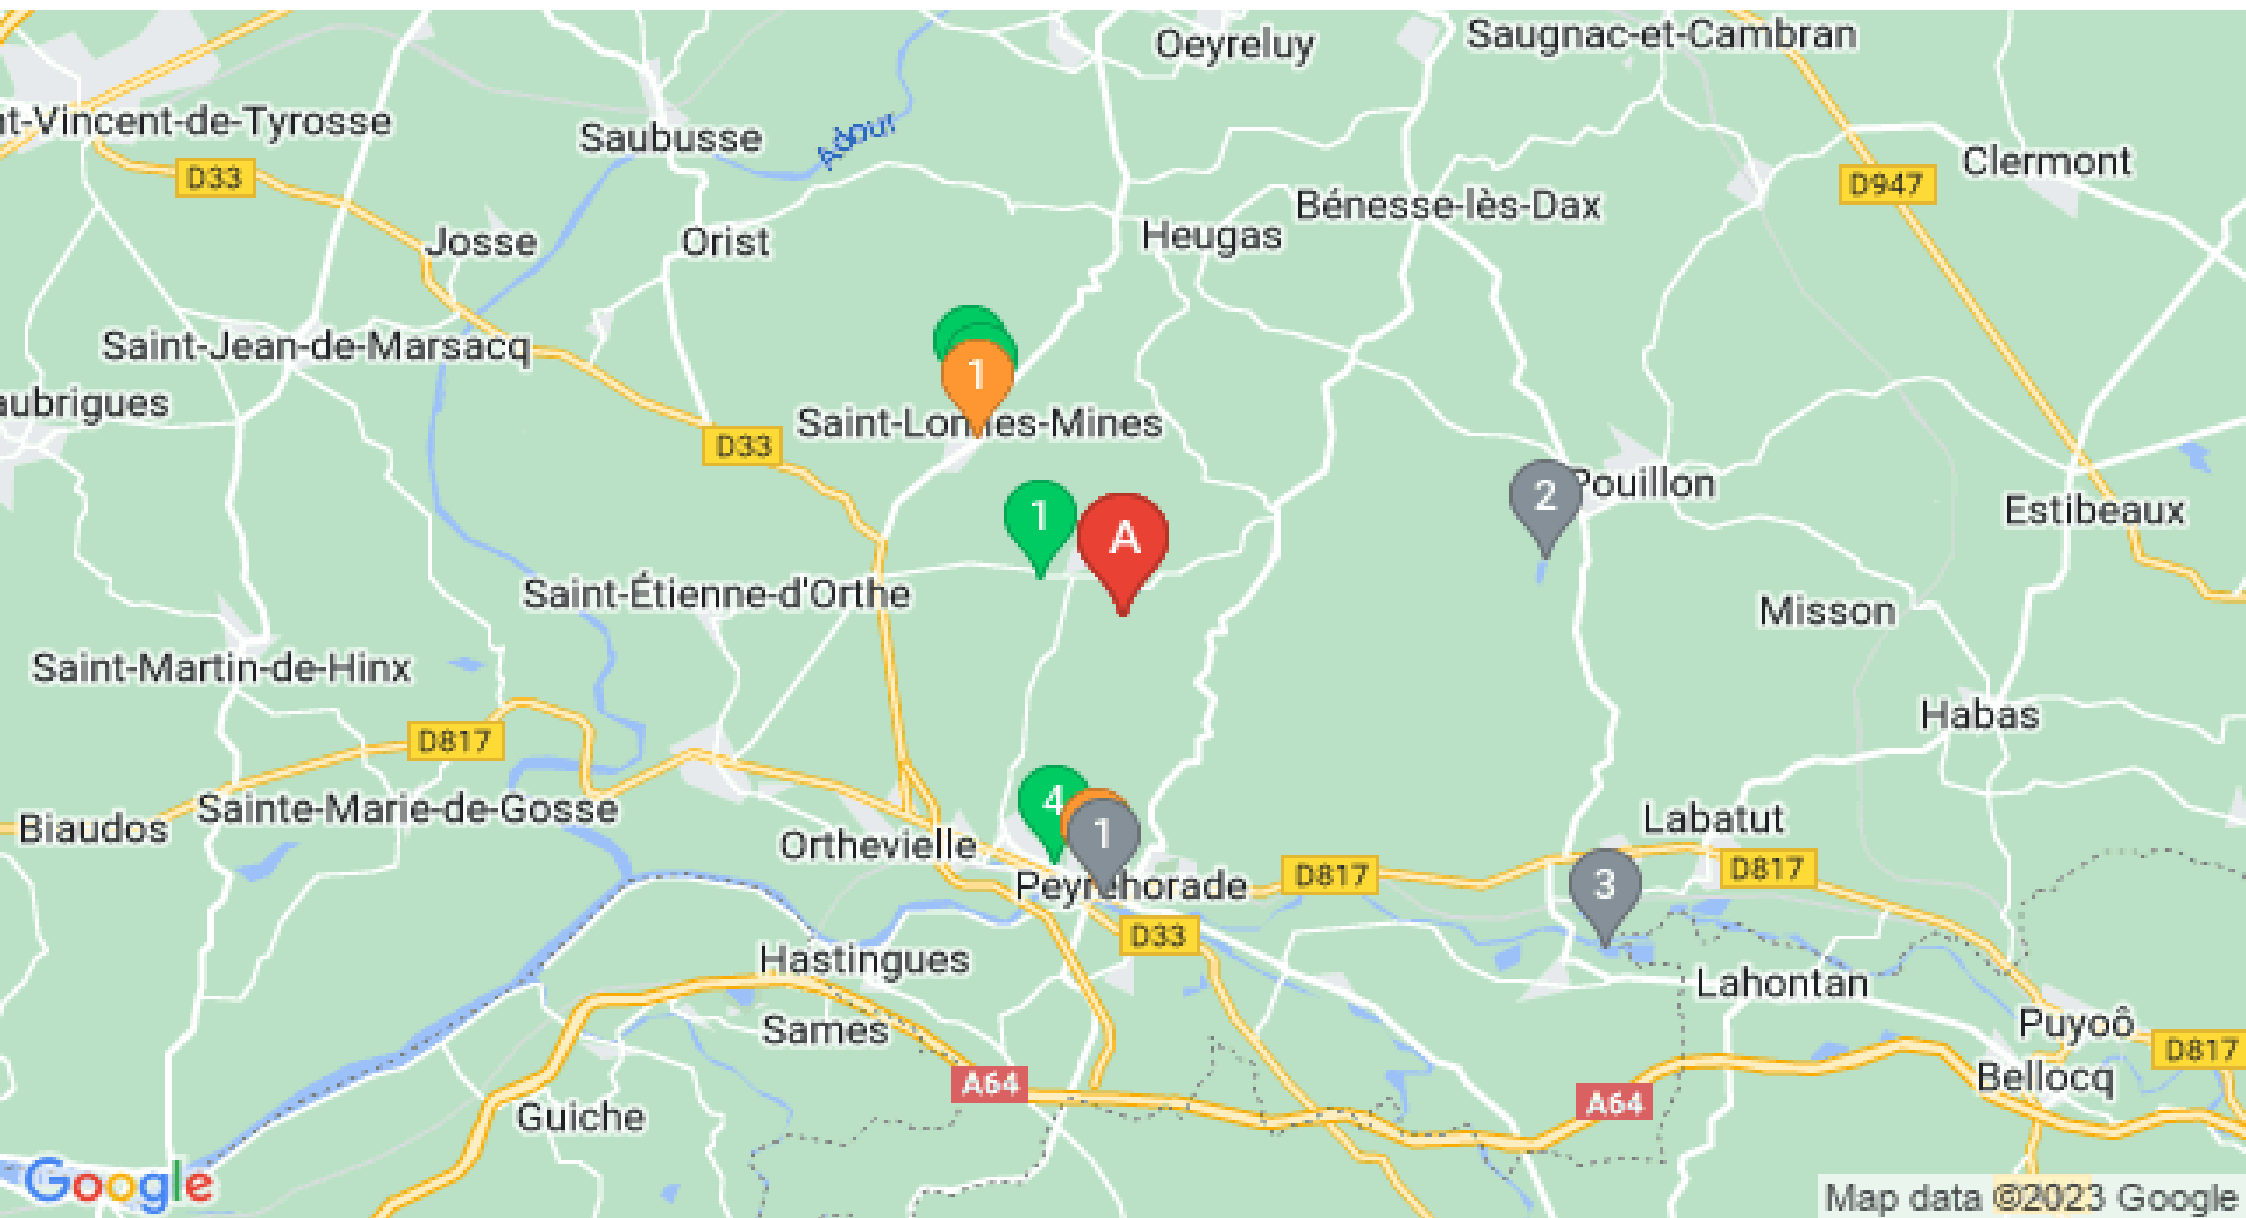 Oeyreluy
Saugnac-et-Cambran
nt-Vincent-de-Tyrosse
Saubusse
Adour
Clermont
D33
D947
Bénesse-lès-Dax
Josse
Orist
Heugas
1
Saint-Jean-de-Marsacq
aubrigues
Saint-Lon-les-Mines
D33
2
Pouillon
1
A
Estibeaux
Saint-Étienne-d'Orthe
Misson
Saint-Martin-de-Hinx
Habas
D817
4
Sainte-Marie-de-Gosse
Biaudos
1
Labatut
Orthevielle
D817
D817
3
Peyrehorade
D33
Hastingues
Lahontan
Sames
Puyoô
D817
A64
Bellocq
A64
Guiche
Google
Map data ©2023 Google